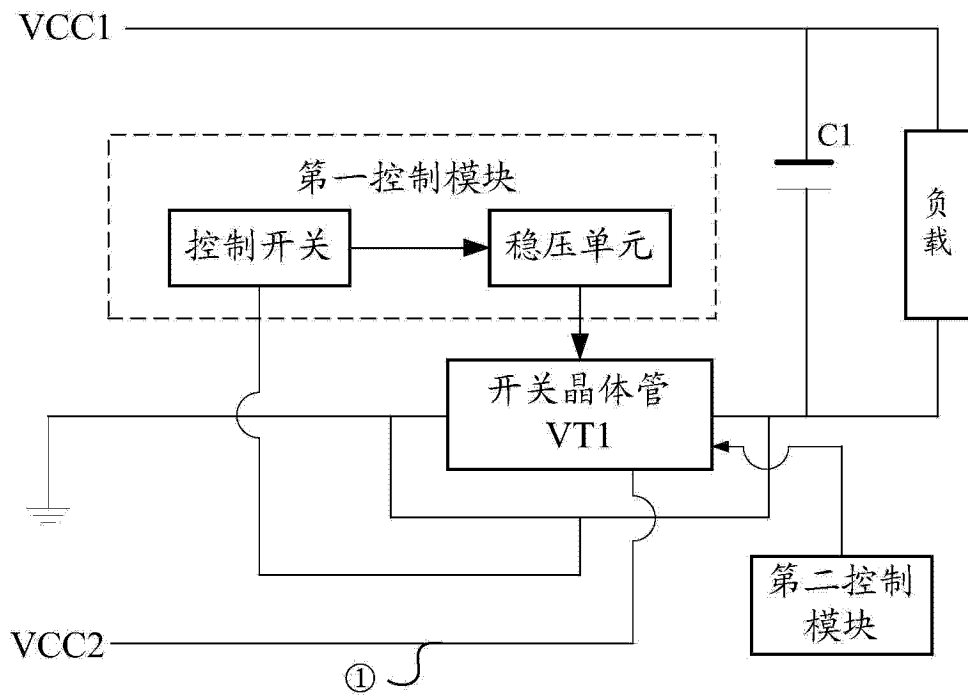 VCC1
C1
第一控制模块
控制开关
稳压单元
负
载
开关晶体管
VT1
第二控制
模块
VCC2
①